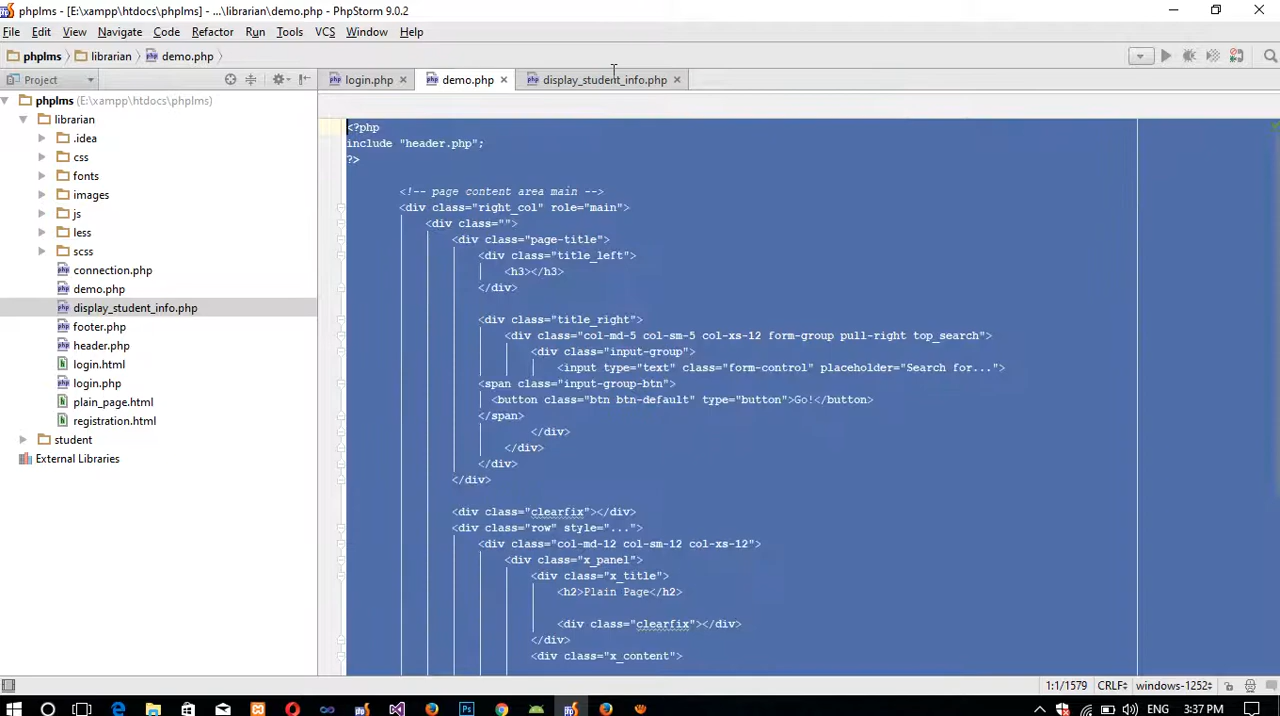 phplms - [E:\xampp\htdocs\phplms] - ...\librarian\demo.php - PhpStorm 9.0.2
File Edit View Navigate Code Refactor Run Tools VCS Window Help
phplms librarian demo.php
Project login.php demo.php display_student_info.php
phplms (E:\xampp\htdocs\phplms)
librarian
.idea
css
fonts
images
js
less
scss
connection.php
demo.php
display_student_info.php
footer.php
header.php
login.html
login.php
plain_page.html
registration.html
student
External Libraries
<?php
include "header.php";
?>
<!-- page content area main -->
<div class="right_col" role="main">
<div class="">
<div class="page-title">
<div class="title_left">
<h3></h3>
</div>
<div class="title_right">
<div class="col-md-5 col-sm-5 col-xs-12 form-group pull-right top_search">
<div class="input-group">
<input type="text" class="form-control" placeholder="Search for...">
<span class="input-group-btn">
<button class="btn btn-default" type="button">Go!</button>
</span>
</div>
</div>
</div>
</div>
<div class="clearfix"></div>
<div class="row" style="...">
<div class="col-md-12 col-sm-12 col-xs-12">
<div class="x_panel">
<div class="x_title">
<h2>Plain Page</h2>
<div class="clearfix"></div>
</div>
<div class="x_content">
1:1/1579 CRLF windows-1252
ENG 3:37 PM